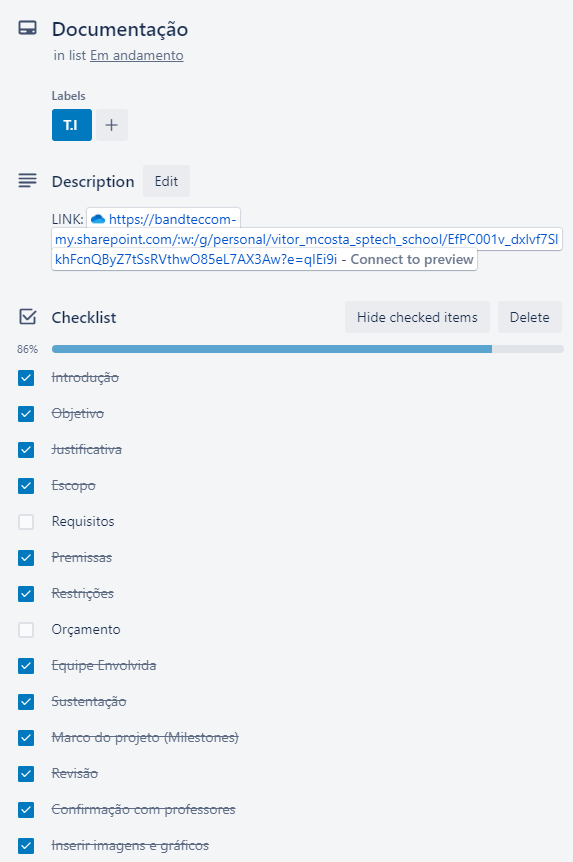 Documentação
in list Em andamento
Labels
T.I +
Description Edit
LINK: https://bandteccom-
my.sharepoint.com/:w:/g/personal/vitor_mcosta_sptech_school/EfPC001v_dxIvf7SI
khFcnQByZ7tSsRVthwO85eL7AX3Aw?e=qIEi9i - Connect to preview
Checklist Hide checked items Delete
86%
Introdução
Objetivo
Justificativa
Escopo
Requisitos
Premissas
Restrições
Orçamento
Equipe Envolvida
Sustentação
Marco do projeto (Milestones)
Revisão
Confirmação com professores
Inserir imagens e gráficos